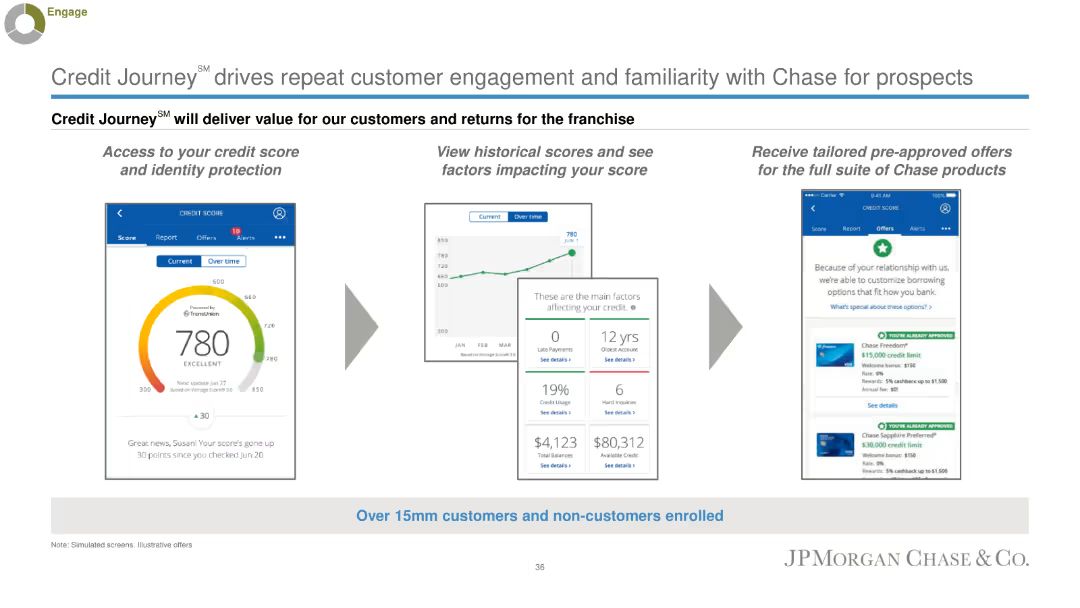 Engage
Credit Journey℠ drives repeat customer engagement and familiarity with Chase for prospects
Credit Journey℠ will deliver value for our customers and returns for the franchise
Access to your credit score
and identity protection
CREDIT SCORE
Score Report Offers 10 Alerts •••
Current Over time
500
660
720
780
850
300
Powered by
TransUnion
780
EXCELLENT
Next update Jun 27
Based on Vantage Score® 3.0
30
Great news, Susan! Your score's gone up
30 points since you checked Jun 20
View historical scores and see
factors impacting your score
Current Over time
780
JUN 1
850
780
720
660
600
300
JAN FEB MAR
Based on Vantage Score® 3.0
These are the main factors
affecting your credit.
0
Late Payments
See details ›
12 yrs
Oldest Account
See details ›
19%
Credit Usage
See details ›
6
Hard Inquiries
See details ›
$4,123
Total Balances
See details ›
$80,312
Available Credit
See details ›
Receive tailored pre-approved offers
for the full suite of Chase products
Carrier 9:41 AM 100%
CREDIT SCORE
Score Report Offers Alerts •••
Because of your relationship with us,
we're able to customize borrowing
options that fit how you bank.
What's special about these options? ›
YOU'RE ALREADY APPROVED
Chase Freedom®
$15,000 credit limit
Welcome bonus: $150
Rate: 0%
Rewards: 5% cashback up to $1,500
Annual fee: $0
See details
YOU'RE ALREADY APPROVED
Chase Sapphire Preferred®
$30,000 credit limit
Welcome bonus: $150
Rate: 0%
Rewards: 5% cashback up to $1,500
Over 15mm customers and non-customers enrolled
Note: Simulated screens. Illustrative offers
36
JPMORGAN CHASE & CO.